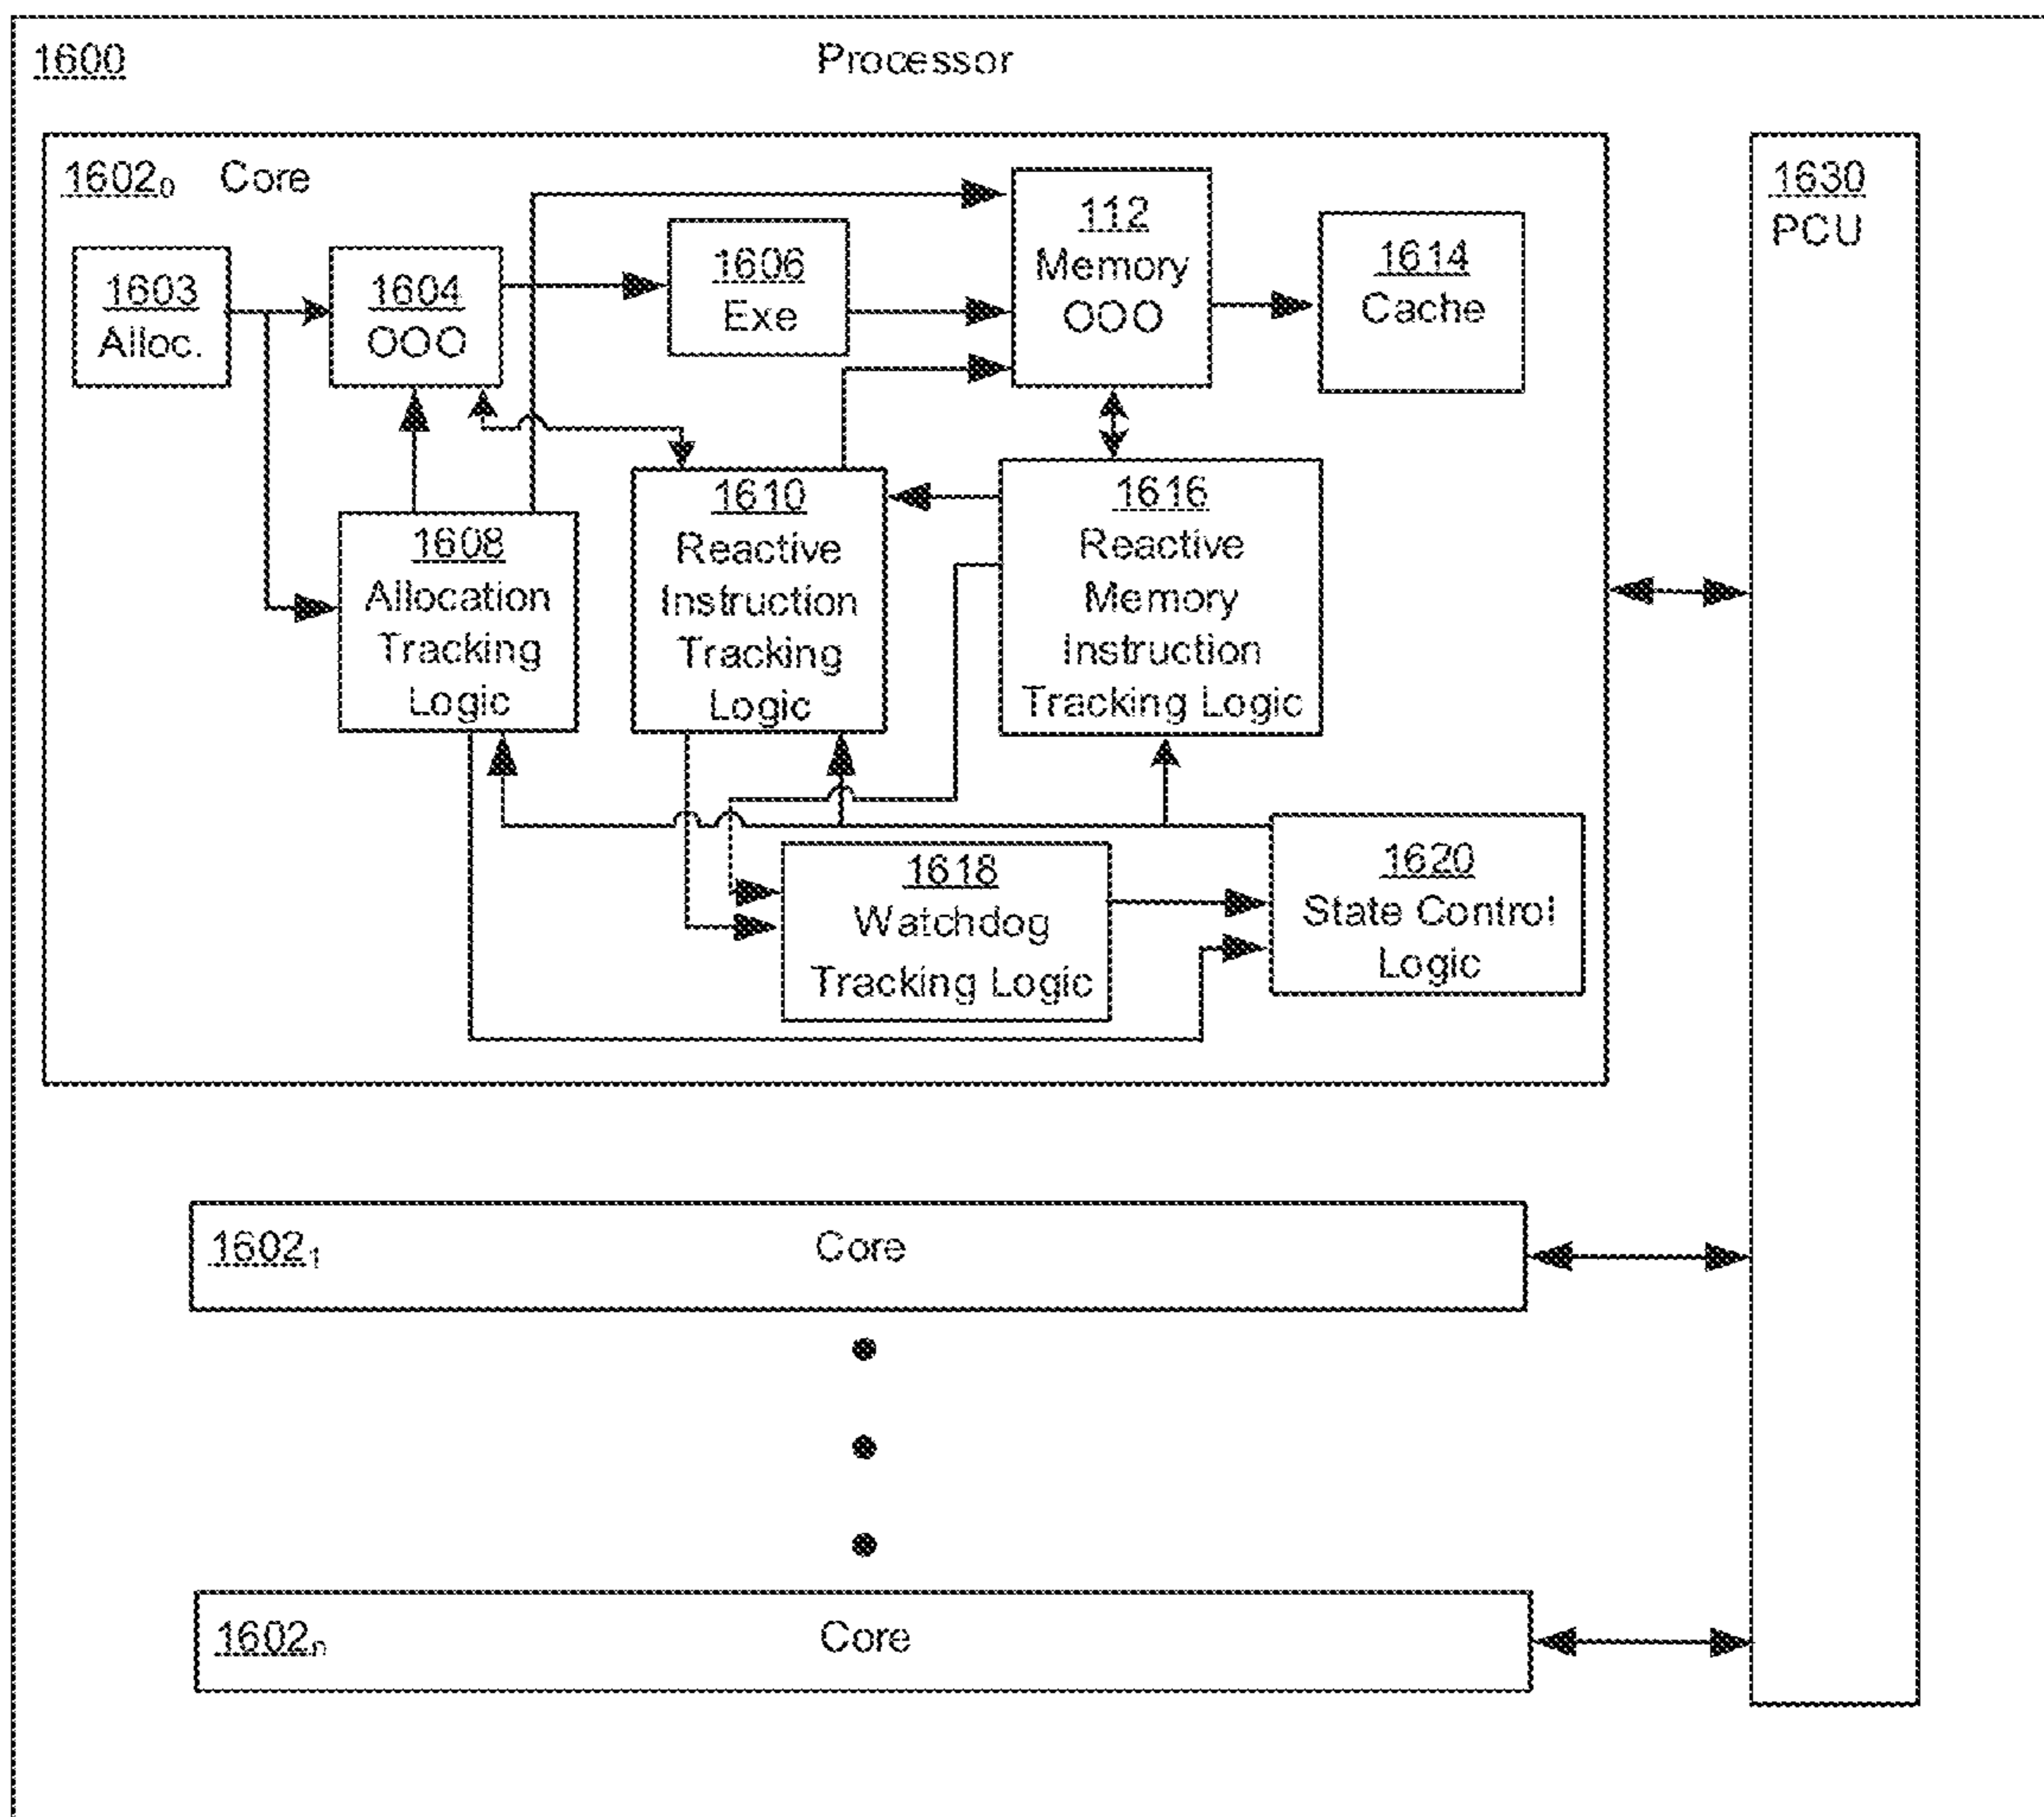 1600 Processor
1602₀ Core
1603
Alloc.
1604
OOO
1606
Exe
112
Memory
OOO
1614
Cache
1630
PCU
1608
Allocation
Tracking
Logic
1610
Reactive
Instruction
Tracking
Logic
1616
Reactive
Memory
Instruction
Tracking Logic
1618
Watchdog
Tracking Logic
1620
State Control
Logic
1602₁ Core
1602ₙ Core